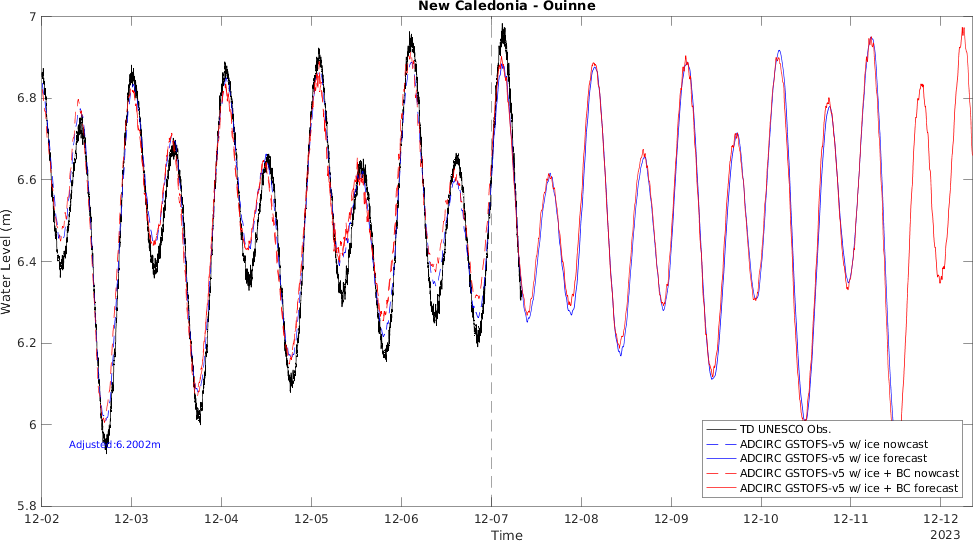 New Caledonia - Ouinne
7
6.8
6.6
6.4
6.2
6
5.8
Water Level (m)
Adjusted:6.2002m
TD UNESCO Obs.
ADCIRC GSTOFS-v5 w/ ice nowcast
ADCIRC GSTOFS-v5 w/ ice forecast
ADCIRC GSTOFS-v5 w/ ice + BC nowcast
ADCIRC GSTOFS-v5 w/ ice + BC forecast
12-02 12-03 12-04 12-05 12-06 12-07 12-08 12-09 12-10 12-11 12-12
2023
Time